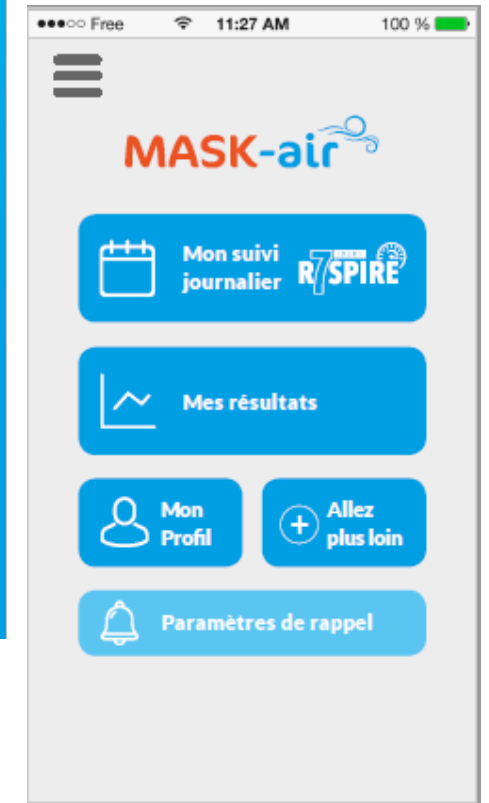 Free 11:27 AM 100 %
MASK-air
Mon suivi
journalier
R7SPIRE
Mes résultats
Mon
Profil
Allez
plus loin
Paramètres de rappel